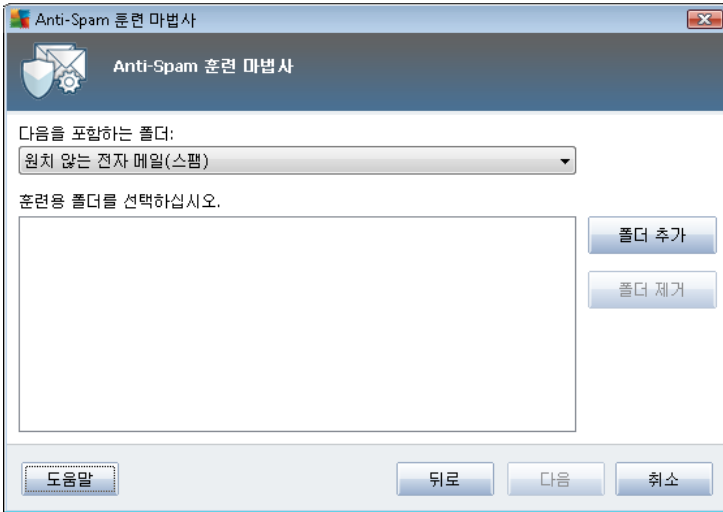 Anti-Spam 훈련 마법사
Anti-Spam 훈련 마법사
다음을 포함하는 폴더:
원치 않는 전자 메일(스팸)
훈련용 폴더를 선택하십시오.
폴더 추가
폴더 제거
도움말
뒤로
다음
취소